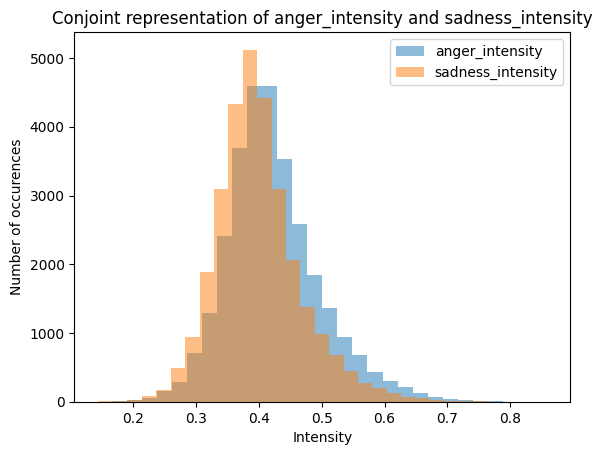 Conjoint representation of anger_intensity and sadness_intensity
anger_intensity
sadness_intensity
Number of occurences
5000
4000
3000
2000
1000
0
0.2 0.3 0.4 0.5 0.6 0.7 0.8
Intensity